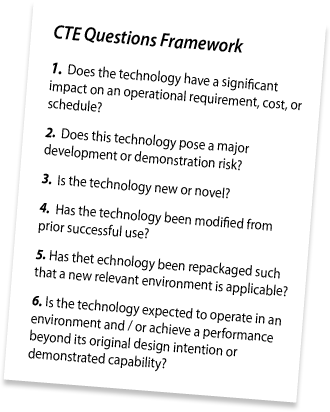 CTE Questions Framework
1. Does the technology have a significant
impact on an operational requirement, cost, or
schedule?
2. Does this technology pose a major
development or demonstration risk?
3. Is the technology new or novel?
4. Has the technology been modified from
prior successful use?
5. Has thet echnology been repackaged such
that a new relevant environment is applicable?
6. Is the technology expected to operate in an
environment and / or achieve a performance
beyond its original design intention or
demonstrated capability?